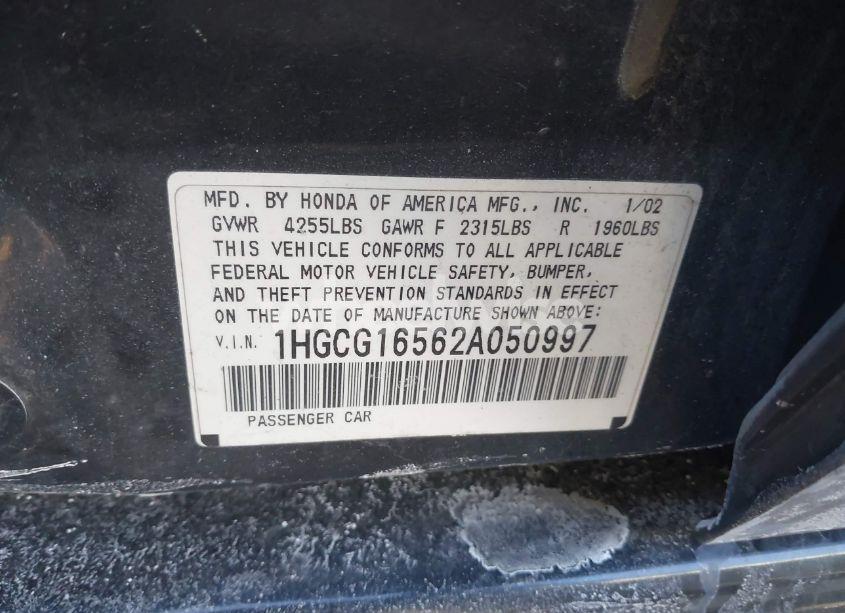 MFD. BY HONDA OF AMERICA MFG., INC. 1/02
GVWR 4255LBS GAWR F 2315LBS R 1960LBS
THIS VEHICLE CONFORMS TO ALL APPLICABLE
FEDERAL MOTOR VEHICLE SAFETY, BUMPER,
AND THEFT PREVENTION STANDARDS IN EFFECT
ON THE DATE OF MANUFACTURE SHOWN ABOVE:
V.I.N. 1HGCG16562A050997
PASSENGER CAR